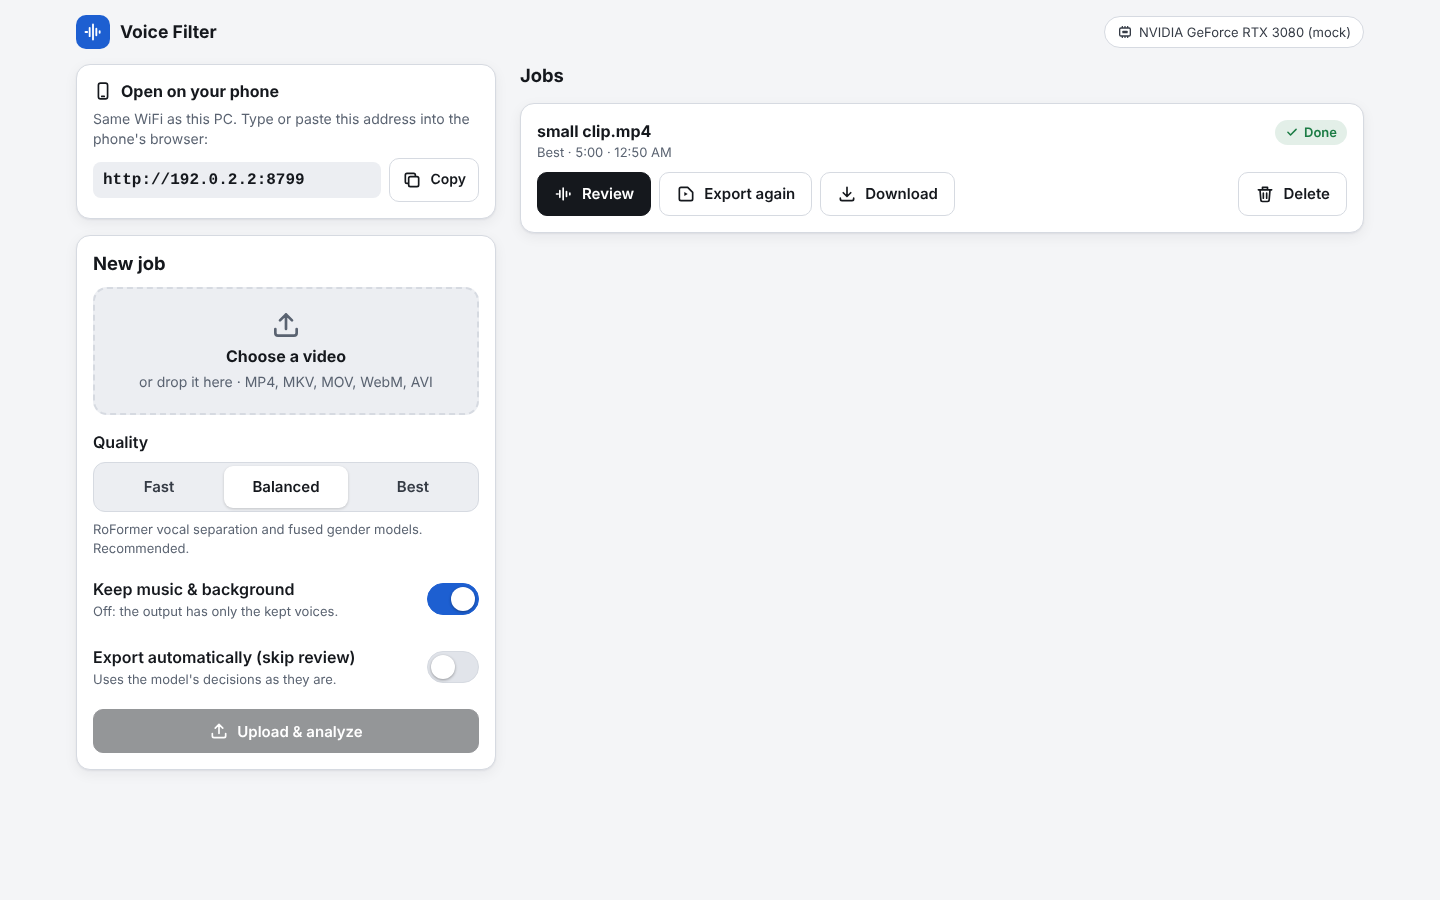 Voice Filter
NVIDIA GeForce RTX 3080 (mock)
Open on your phone
Same WiFi as this PC. Type or paste this address into the
phone's browser:
http://192.0.2.2:8799
Copy
New job
Choose a video
or drop it here · MP4, MKV, MOV, WebM, AVI
Quality
Fast
Balanced
Best
RoFormer vocal separation and fused gender models.
Recommended.
Keep music & background
Off: the output has only the kept voices.
Export automatically (skip review)
Uses the model's decisions as they are.
Upload & analyze
Jobs
small clip.mp4
Done
Best · 5:00 · 12:50 AM
Review
Export again
Download
Delete